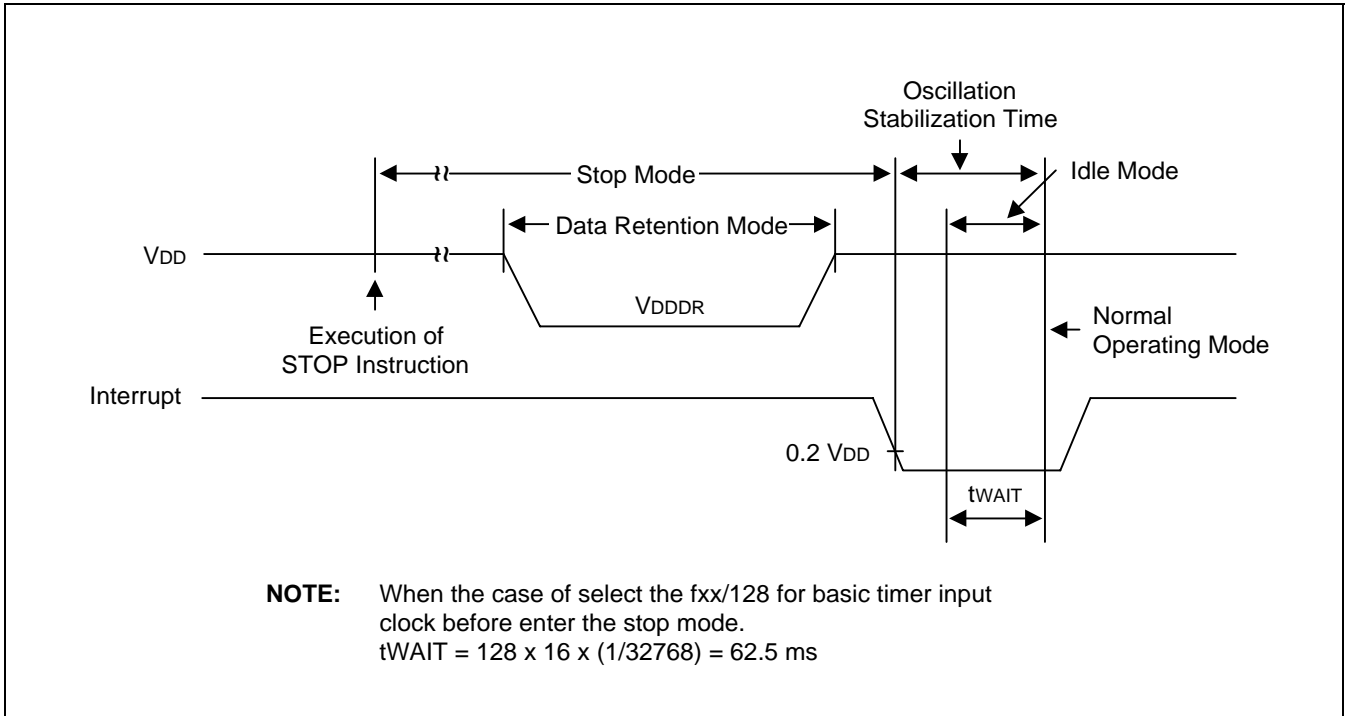 Oscillation
Stabilization Time
Stop Mode
Idle Mode
Data Retention Mode
VDD
VDDDR
Execution of
STOP Instruction
Normal
Operating Mode
Interrupt
0.2 VDD
tWAIT
NOTE: When the case of select the fxx/128 for basic timer input
clock before enter the stop mode.
tWAIT = 128 x 16 x (1/32768) = 62.5 ms